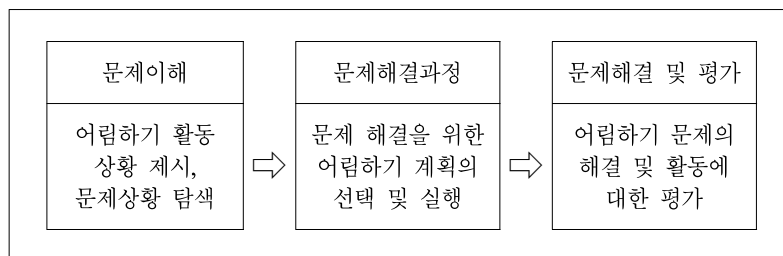 문제이해
어림하기 활동
상황 제시,
문제상황 탐색
문제해결과정
문제 해결을 위한
어림하기 계획의
선택 및 실행
문제해결 및 평가
어림하기 문제의
해결 및 활동에
대한 평가